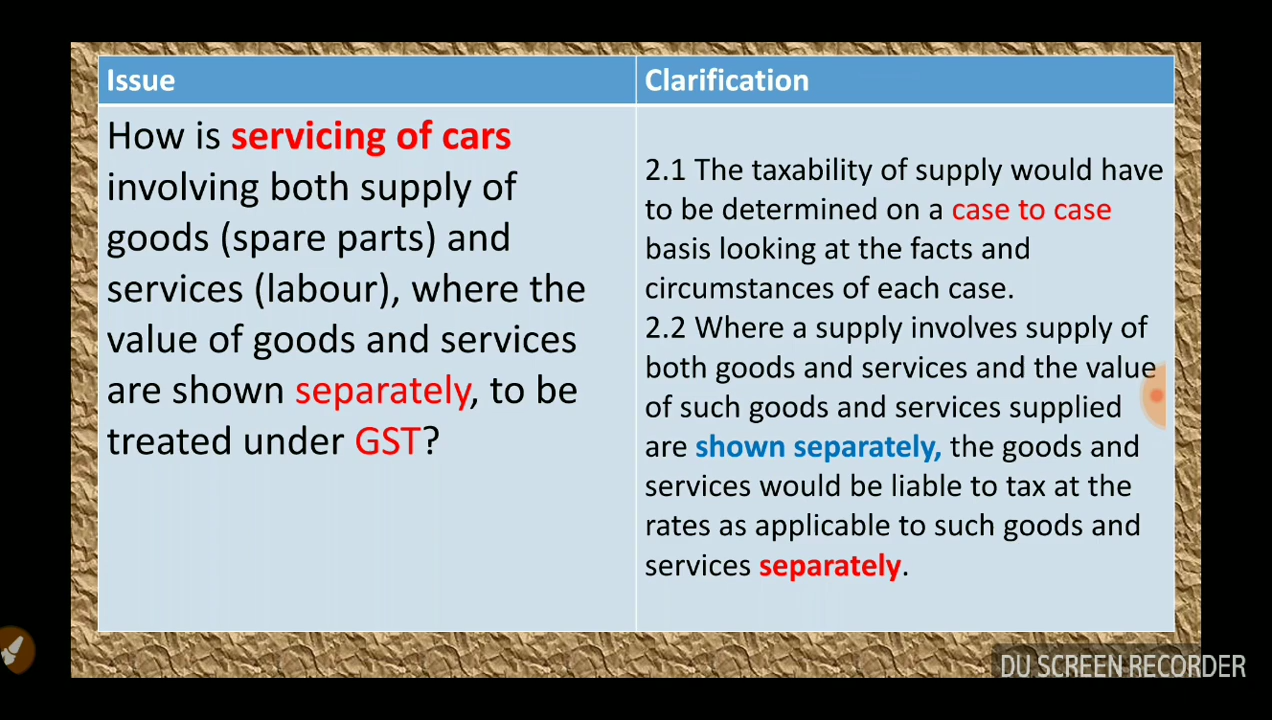 Issue
How is servicing of cars
involving both supply of
goods (spare parts) and
services (labour), where the
value of goods and services
are shown separately, to be
treated under GST?
Clarification
2.1 The taxability of supply would have
to be determined on a case to case
basis looking at the facts and
circumstances of each case.
2.2 Where a supply involves supply of
both goods and services and the value
of such goods and services supplied
are shown separately, the goods and
services would be liable to tax at the
rates as applicable to such goods and
services separately.
DU SCREEN RECORDER